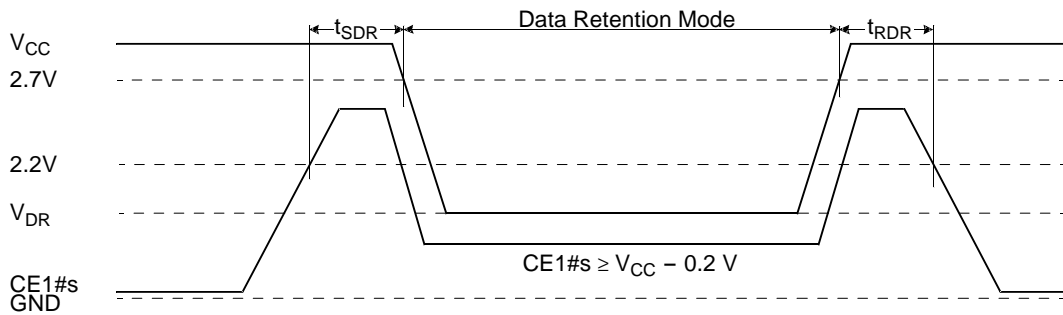 Data Retention Mode
tSDR
tRDR
VCC
2.7V
2.2V
VDR
CE1#s ≥ VCC – 0.2 V
CE1#s
GND